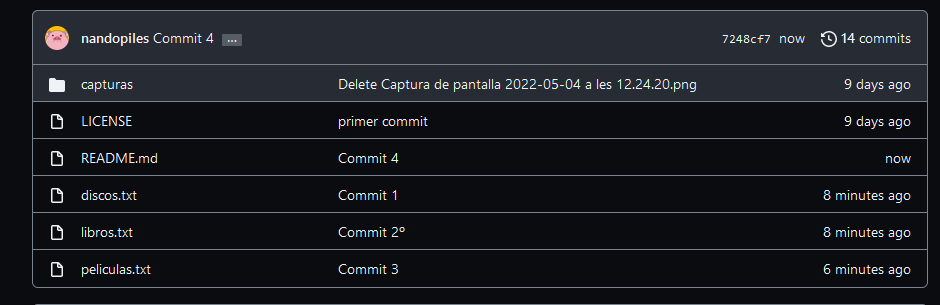 nandopiles Commit 4 ... 7248cf7 now 14 commits
capturas Delete Captura de pantalla 2022-05-04 a les 12.24.20.png 9 days ago
LICENSE primer commit 9 days ago
README.md Commit 4 now
discos.txt Commit 1 8 minutes ago
libros.txt Commit 2º 8 minutes ago
peliculas.txt Commit 3 6 minutes ago